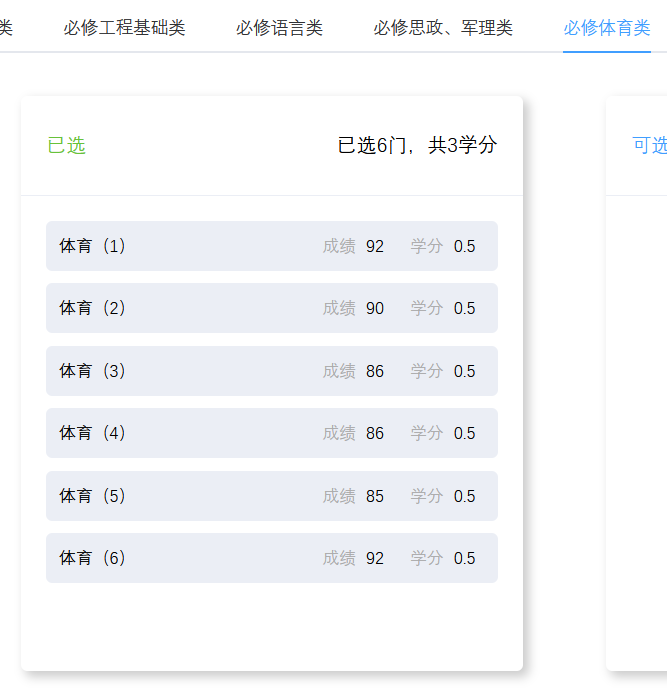 类 必修工程基础类 必修语言类 必修思政、军理类 必修体育类
已选 已选6门，共3学分
体育（1） 成绩 92 学分 0.5
体育（2） 成绩 90 学分 0.5
体育（3） 成绩 86 学分 0.5
体育（4） 成绩 86 学分 0.5
体育（5） 成绩 85 学分 0.5
体育（6） 成绩 92 学分 0.5
可选